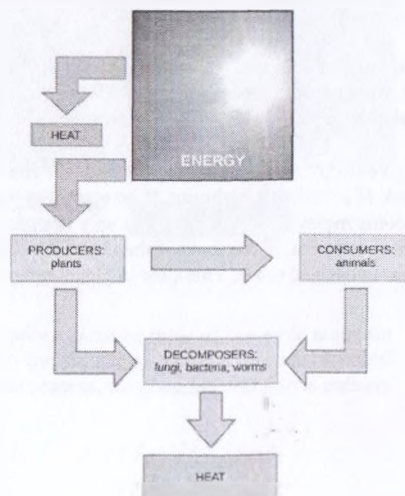 ENERGY
HEAT
PRODUCERS:
plants
CONSUMERS:
animals
DECOMPOSERS:
fungi, bacteria, worms
HEAT